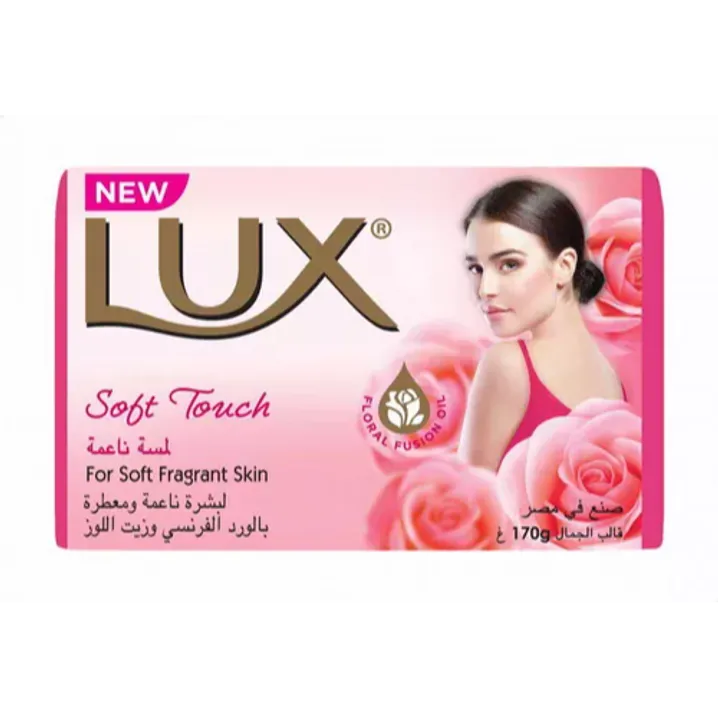 NEW
LUX®
Soft Touch
لمسة ناعمة
For Soft Fragrant Skin
لبشرة ناعمة ومعطرة
بالورد الفرنسي وزيت اللوز
FLORAL FUSION OIL
صنع في مصر
قالب الجمال 170g غ